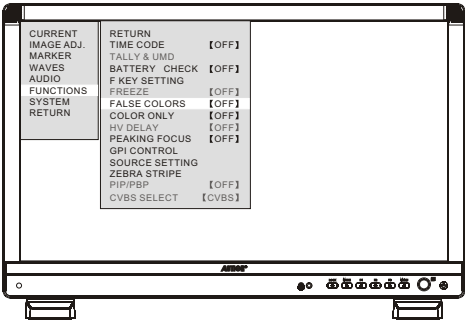 CURRENT
IMAGE ADJ.
MARKER
WAVES
AUDIO
FUNCTIONS
SYSTEM
RETURN
RETURN
TIME CODE 【OFF】
TALLY & UMD
BATTERY CHECK 【OFF】
F KEY SETTING
FREEZE 【OFF】
FALSE COLORS 【OFF】
COLOR ONLY 【OFF】
HV DELAY 【OFF】
PEAKING FOCUS 【OFF】
GPI CONTROL
SOURCE SETTING
ZEBRA STRIPE
PIP/PBP 【OFF】
CVBS SELECT 【CVBS】